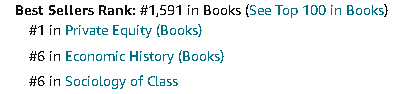 Best Sellers Rank: #1,591 in Books (See Top 100 in Books)
#1 in Private Equity (Books)
#6 in Economic History (Books)
#6 in Sociology of Class